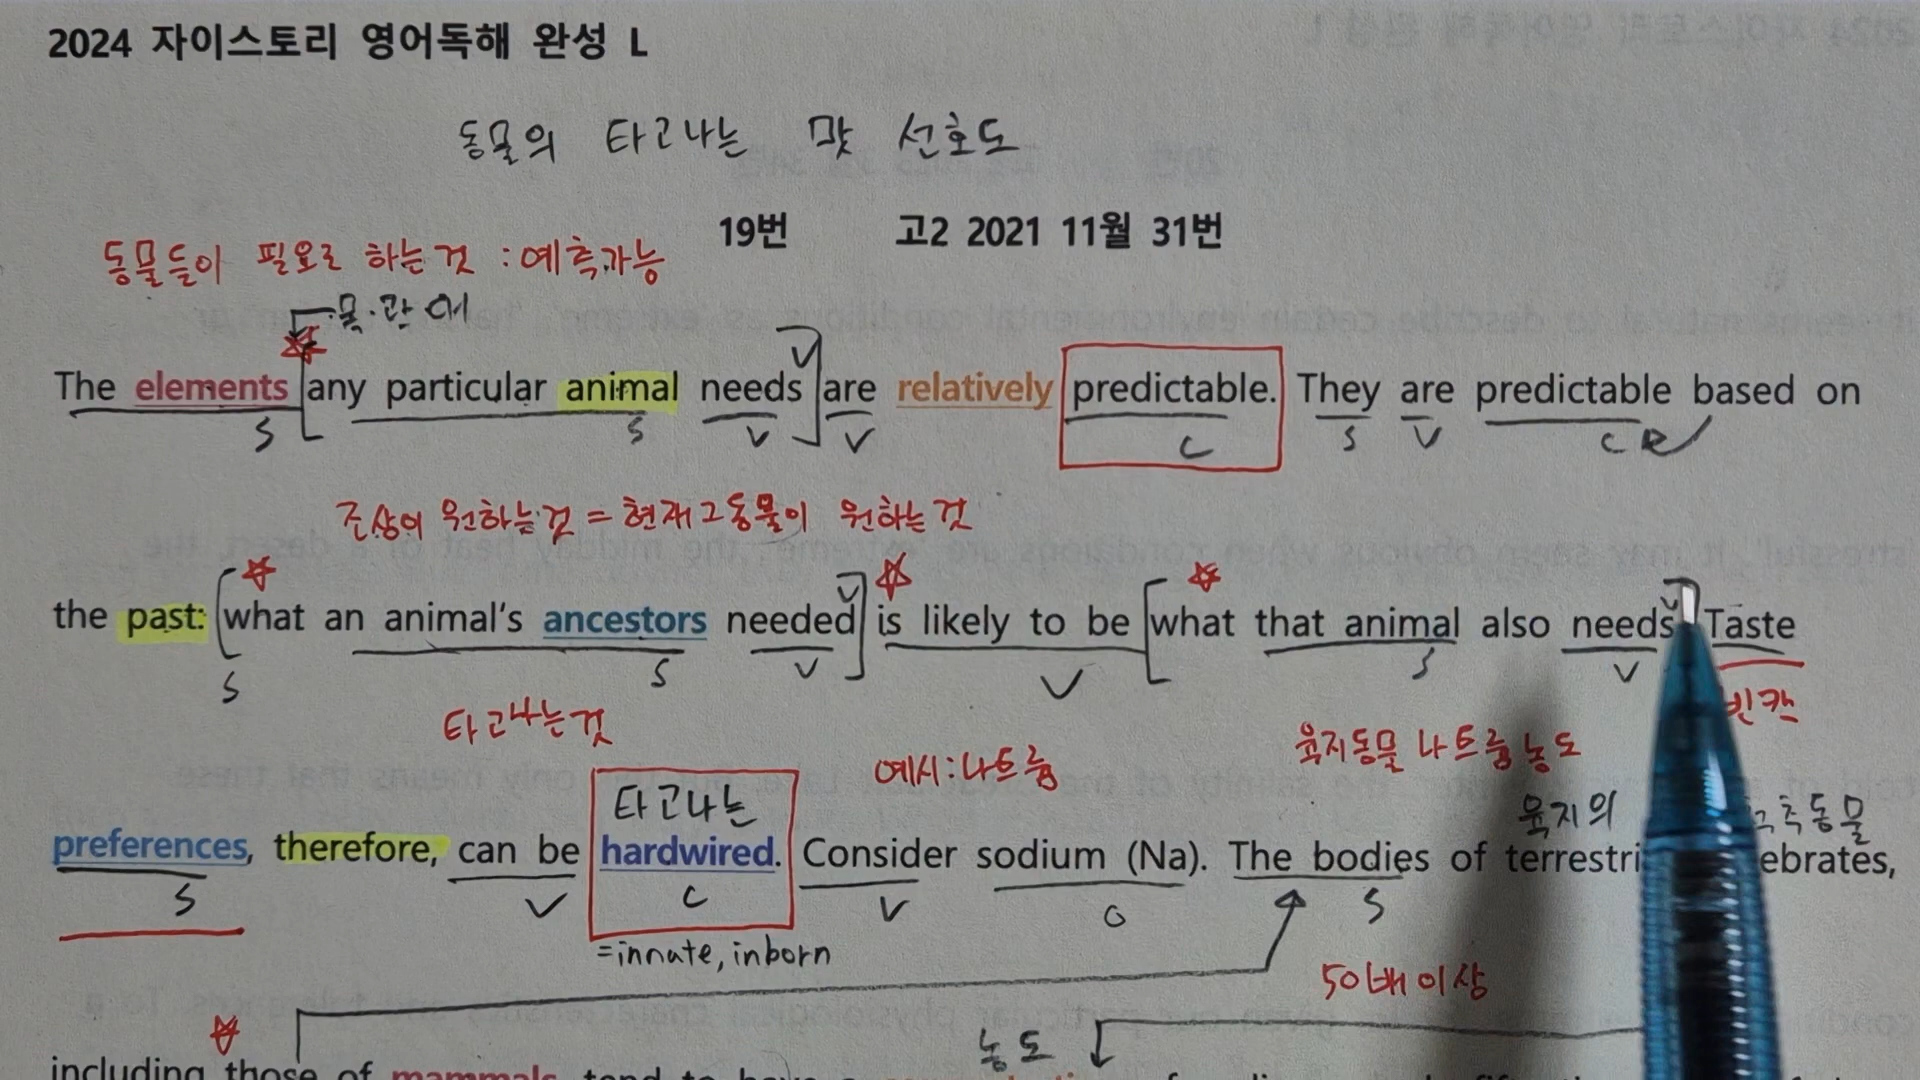 2024 자이스토리 영어독해 완성 L
동물의 타고나는 맛 선호도
19번 고2 2021 11월 31번
동물들이 필요로 하는 것 : 예측가능
목.관 대
The elements any particular animal needs are relatively predictable. They are predictable based on
S S V V C S V C
조상이 원하는것 = 현재그동물이 원하는 것
the past: what an animal's ancestors needed is likely to be what that animal also needs Taste
S S V V S V
빈칸
타고나는것
예시:나트륨
육지동물 나트륨 농도
타고나는
육지의 척추동물
preferences, therefore, can be hardwired. Consider sodium (Na). The bodies of terrestri ebrates,
S V C V O S
=innate, inborn
50배 이상
농도
including those of mammals